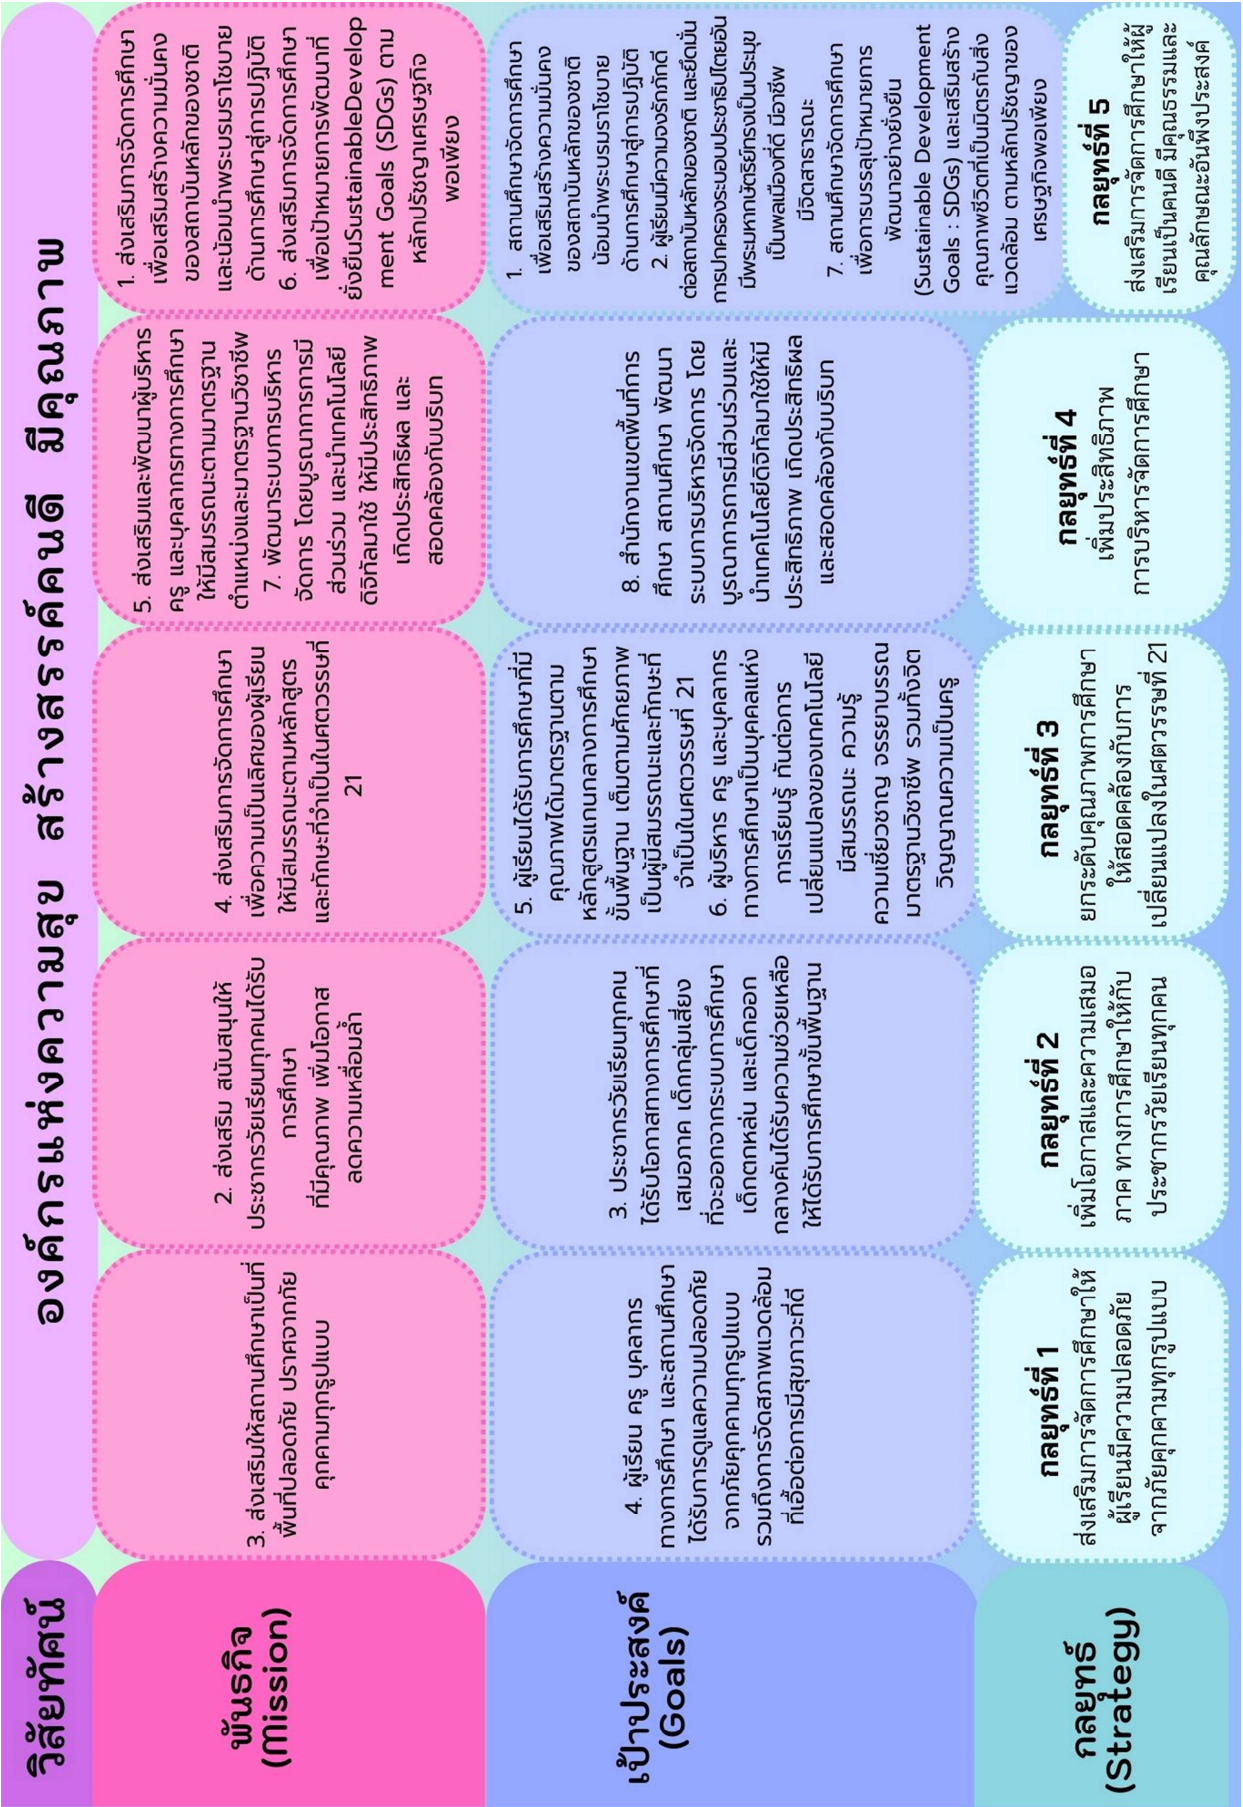 วิสัยทัศน์
องค์กรแห่งความสุข สร้างสรรค์คนดี มีคุณภาพ
พันธกิจ
(Mission)
3. ส่งเสริมให้สถานศึกษาเป็นที่
พื้นที่ปลอดภัย ปราศจากภัย
คุกคามทุกรูปแบบ
2. ส่งเสริม สนับสนุนให้
ประชากรวัยเรียนทุกคนได้รับ
การศึกษา
ที่มีคุณภาพ เพิ่มโอกาส
ลดความเหลื่อมล้ำ
4. ส่งเสริมการจัดการศึกษา
เพื่อความเป็นเลิศของผู้เรียน
ให้มีสมรรถนะตามหลักสูตร
และทักษะที่จำเป็นในศตวรรษที่
21
5. ส่งเสริมและพัฒนาผู้บริหาร
ครู และบุคลากรทางการศึกษา
ให้มีสมรรถนะตามมาตรฐาน
ตำแหน่งและมาตรฐานวิชาชีพ
7. พัฒนาระบบการบริหาร
จัดการ โดยบูรณาการการมี
ส่วนร่วม และนำเทคโนโลยี
ดิจิทัลมาใช้ ให้มีประสิทธิภาพ
เกิดประสิทธิผล และ
สอดคล้องกับบริบท
1. ส่งเสริมการจัดการศึกษา
เพื่อเสริมสร้างความมั่นคง
ของสถาบันหลักของชาติ
และน้อมนำพระบรมราโชบาย
ด้านการศึกษาสู่การปฏิบัติ
6. ส่งเสริมการจัดการศึกษา
เพื่อเป้าหมายการพัฒนาที่
ยั่งยืนSustainableDevelop
ment Goals (SDGs) ตาม
หลักปรัชญาเศรษฐกิจ
พอเพียง
เป้าประสงค์
(Goals)
4. ผู้เรียน ครู บุคลากร
ทางการศึกษา และสถานศึกษา
ได้รับการดูแลความปลอดภัย
จากภัยคุกคามทุกรูปแบบ
รวมถึงการจัดสภาพแวดล้อม
ที่เอื้อต่อการมีสุขภาวะที่ดี
3. ประชากรวัยเรียนทุกคน
ได้รับโอกาสทางการศึกษาที่
เสมอภาค เด็กกลุ่มเสี่ยง
ที่จะออกจากระบบการศึกษา
เด็กตกหล่น และเด็กออก
กลางคันได้รับความช่วยเหลือ
ให้ได้รับการศึกษาขั้นพื้นฐาน
5. ผู้เรียนได้รับการศึกษาที่มี
คุณภาพได้มาตรฐานตาม
หลักสูตรแกนกลางการศึกษา
ขั้นพื้นฐาน เต็มตามศักยภาพ
เป็นผู้มีสมรรถนะและทักษะที่
จำเป็นในศตวรรษที่ 21
6. ผู้บริหาร ครู และบุคลากร
ทางการศึกษาเป็นบุคคลแห่ง
การเรียนรู้ ทันต่อการ
เปลี่ยนแปลงของเทคโนโลยี
มีสมรรถนะ ความรู้
ความเชี่ยวชาญ จรรยาบรรณ
มาตรฐานวิชาชีพ รวมทั้งจิต
วิญญาณความเป็นครู
8. สำนักงานเขตพื้นที่การ
ศึกษา สถานศึกษา พัฒนา
ระบบการบริหารจัดการ โดย
บูรณาการการมีส่วนร่วมและ
นำเทคโนโลยีดิจิทัลมาใช้ให้มี
ประสิทธิภาพ เกิดประสิทธิผล
และสอดคล้องกับบริบท
1. สถานศึกษาจัดการศึกษา
เพื่อเสริมสร้างความมั่นคง
ของสถาบันหลักของชาติ
น้อมนำพระบรมราโชบาย
ด้านการศึกษาสู่การปฏิบัติ
2. ผู้เรียนมีความจงรักภักดี
ต่อสถาบันหลักของชาติ และยึดมั่น
การปกครองระบอบประชาธิปไตยอัน
มีพระมหากษัตริย์ทรงเป็นประมุข
เป็นพลเมืองที่ดี มีอาชีพ
มีจิตสาธารณะ
7. สถานศึกษาจัดการศึกษา
เพื่อการบรรลุเป้าหมายการ
พัฒนาอย่างยั่งยืน
(Sustainable Development
Goals : SDGs) และเสริมสร้าง
คุณภาพชีวิตที่เป็นมิตรกับสิ่ง
แวดล้อม ตามหลักปรัชญาของ
เศรษฐกิจพอเพียง
กลยุทธ์
(Strategy)
กลยุทธ์ที่ 1
ส่งเสริมการจัดการศึกษาให้
ผู้เรียนมีความปลอดภัย
จากภัยคุกคามทุกรูปแบบ
กลยุทธ์ที่ 2
เพิ่มโอกาสและความเสมอ
ภาค ทางการศึกษาให้กับ
ประชากรวัยเรียนทุกคน
กลยุทธ์ที่ 3
ยกระดับคุณภาพการศึกษา
ให้สอดคล้องกับการ
เปลี่ยนแปลงในศตวรรษที่ 21
กลยุทธ์ที่ 4
เพิ่มประสิทธิภาพ
การบริหารจัดการศึกษา
กลยุทธ์ที่ 5
ส่งเสริมการจัดการศึกษาให้ผู้
เรียนเป็นคนดี มีคุณธรรมและ
คุณลักษณะอันพึงประสงค์